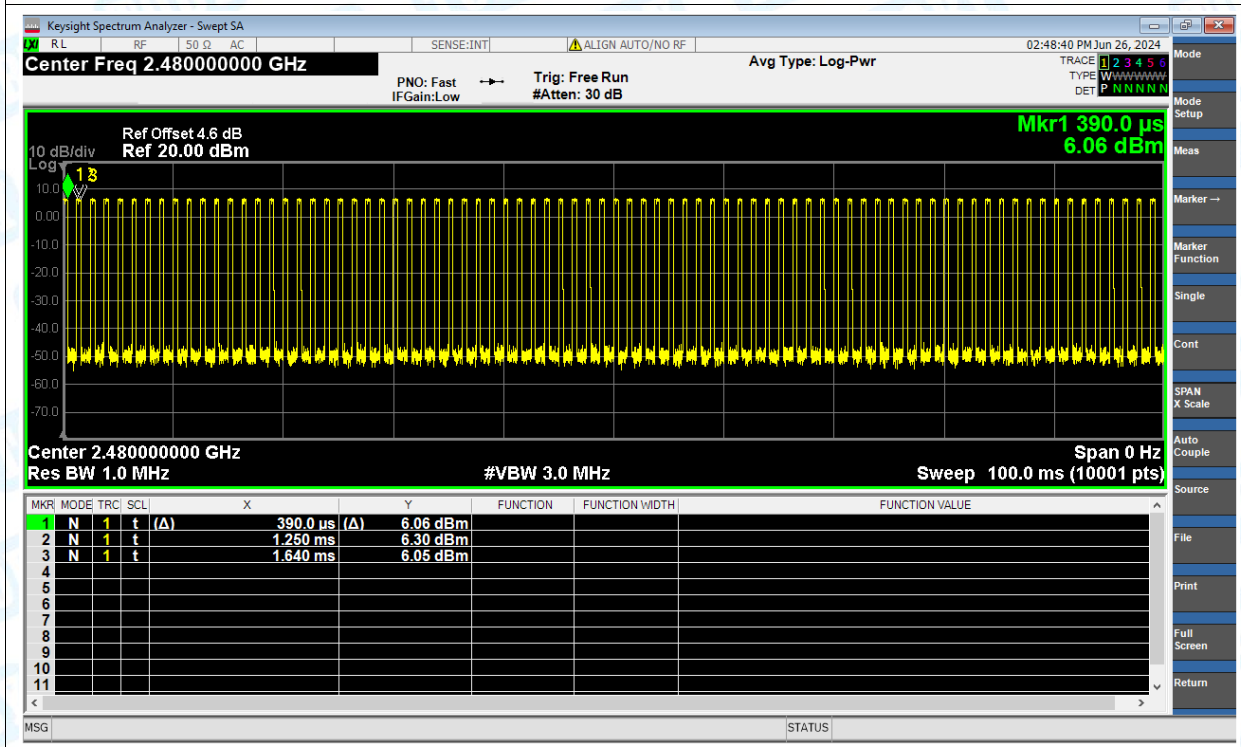 Keysight Spectrum Analyzer - Swept SA
LXI RL RF 50 Ω AC SENSE:INT ALIGN AUTO/NO RF 02:48:40 PM Jun 26, 2024
Center Freq 2.480000000 GHz
PNO: Fast
IFGain:Low
Trig: Free Run
#Atten: 30 dB
Avg Type: Log-Pwr
TRACE 1 2 3 4 5 6
TYPE WWWWWW
DET P N N N N N
Ref Offset 4.6 dB
10 dB/div Ref 20.00 dBm
Log
Mkr1 390.0 µs
6.06 dBm
1 3
10.0
0.00
-10.0
-20.0
-30.0
-40.0
-50.0
-60.0
-70.0
Center 2.480000000 GHz Span 0 Hz
Res BW 1.0 MHz #VBW 3.0 MHz Sweep 100.0 ms (10001 pts)
MKR MODE TRC SCL X Y FUNCTION FUNCTION WIDTH FUNCTION VALUE
1 N 1 t (Δ) 390.0 µs (Δ) 6.06 dBm
2 N 1 t 1.250 ms 6.30 dBm
3 N 1 t 1.640 ms 6.05 dBm
4
5
6
7
8
9
10
11
MSG STATUS
Mode
Mode
Setup
Meas
Marker →
Marker
Function
Single
Cont
SPAN
X Scale
Auto
Couple
Source
File
Print
Full
Screen
Return